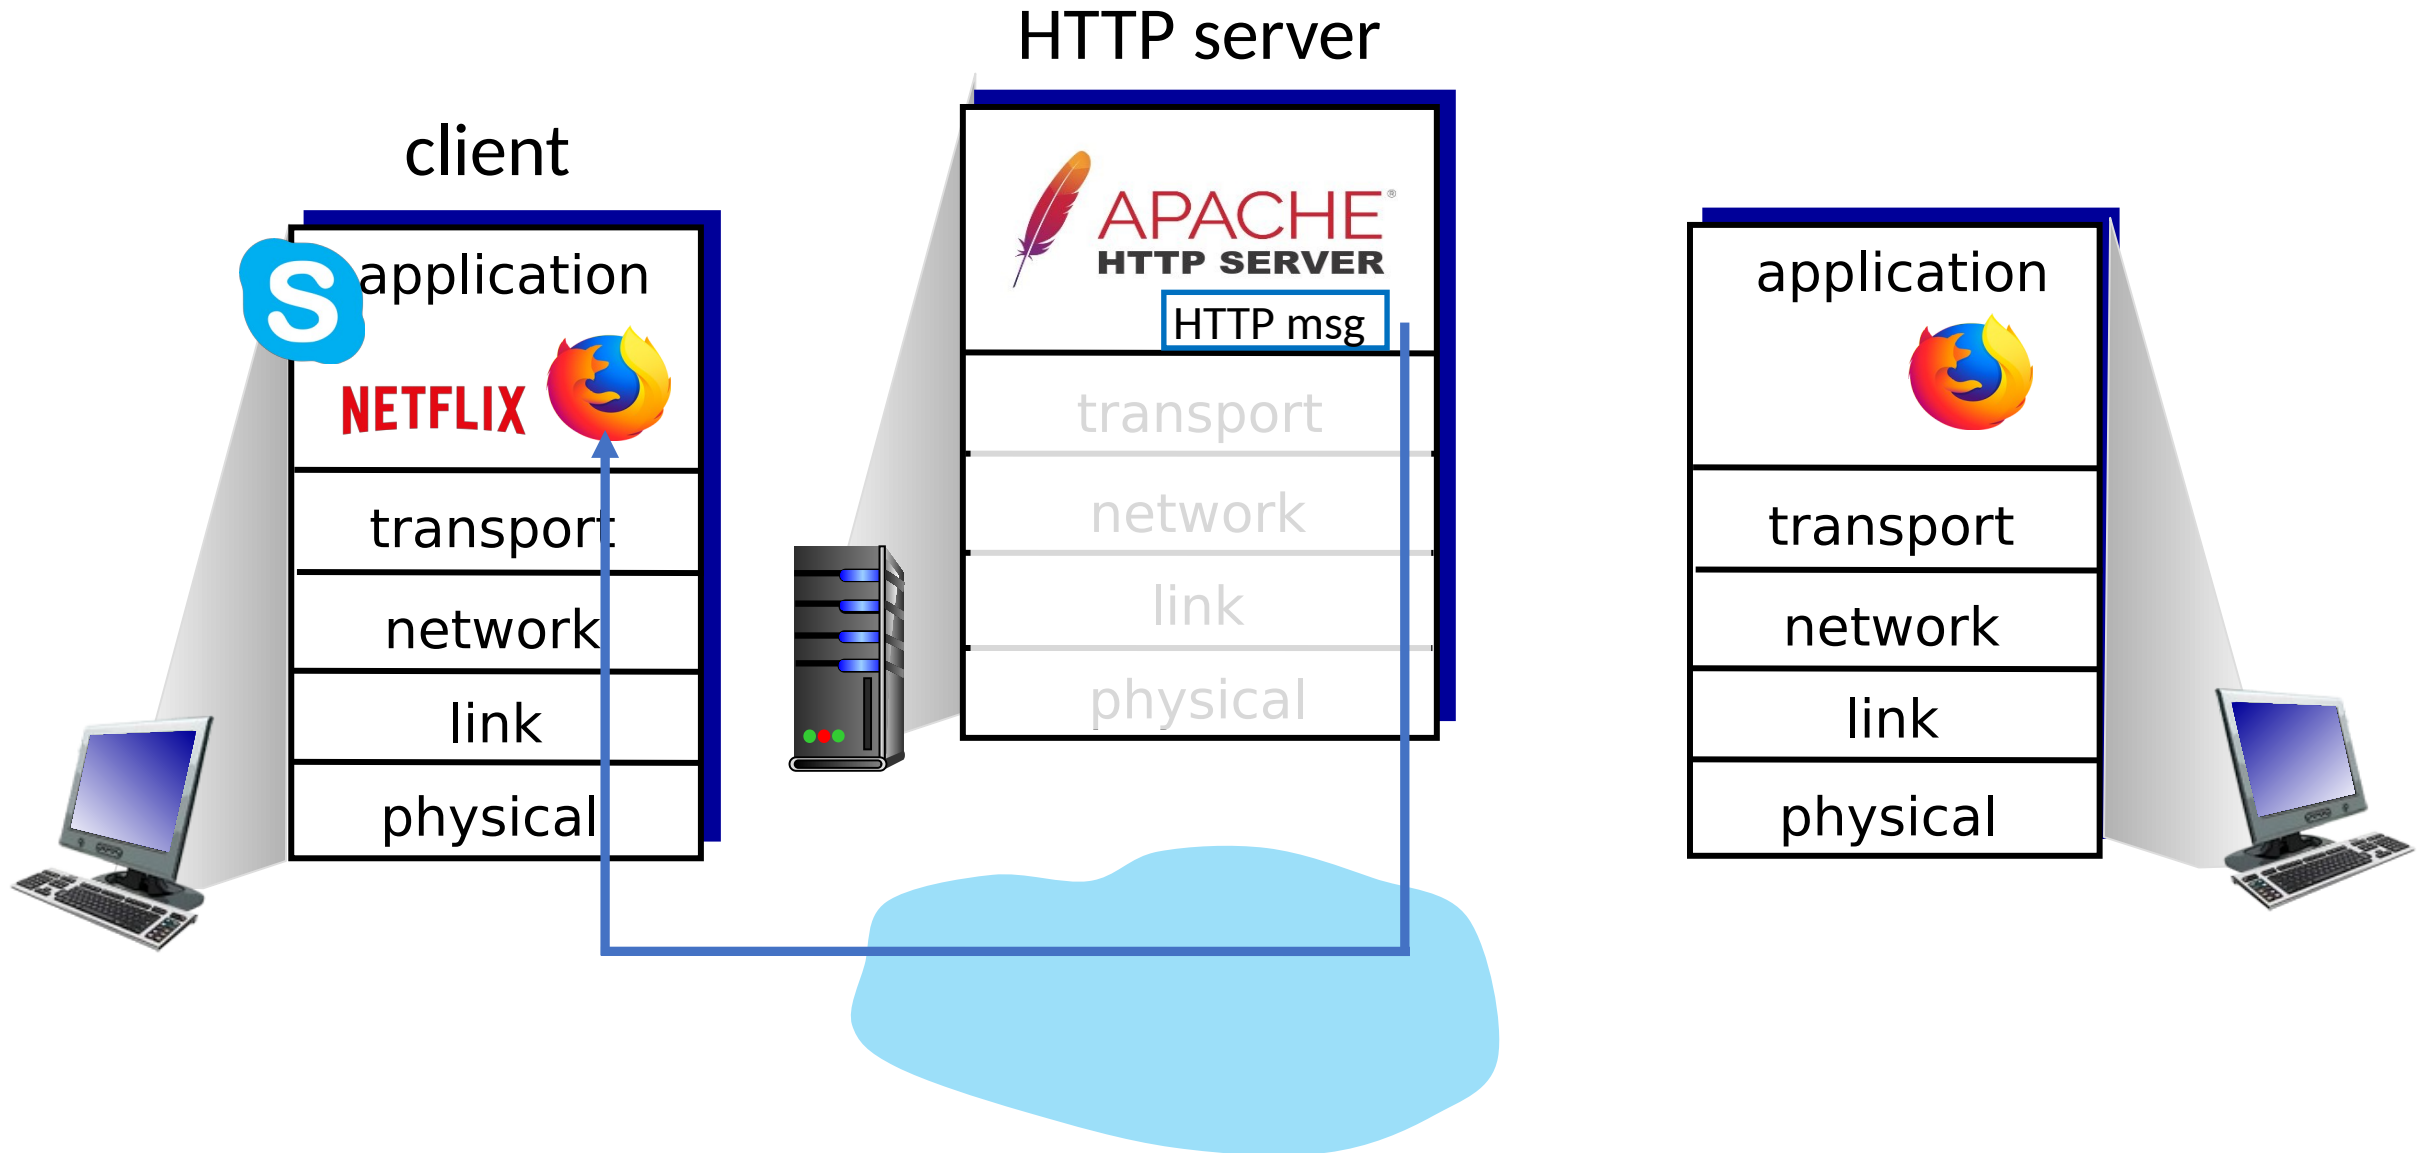 HTTP server
client
S
application
NETFLIX
transport
network
link
physical
APACHE®
HTTP SERVER
HTTP msg
transport
network
link
physical
application
transport
network
link
physical